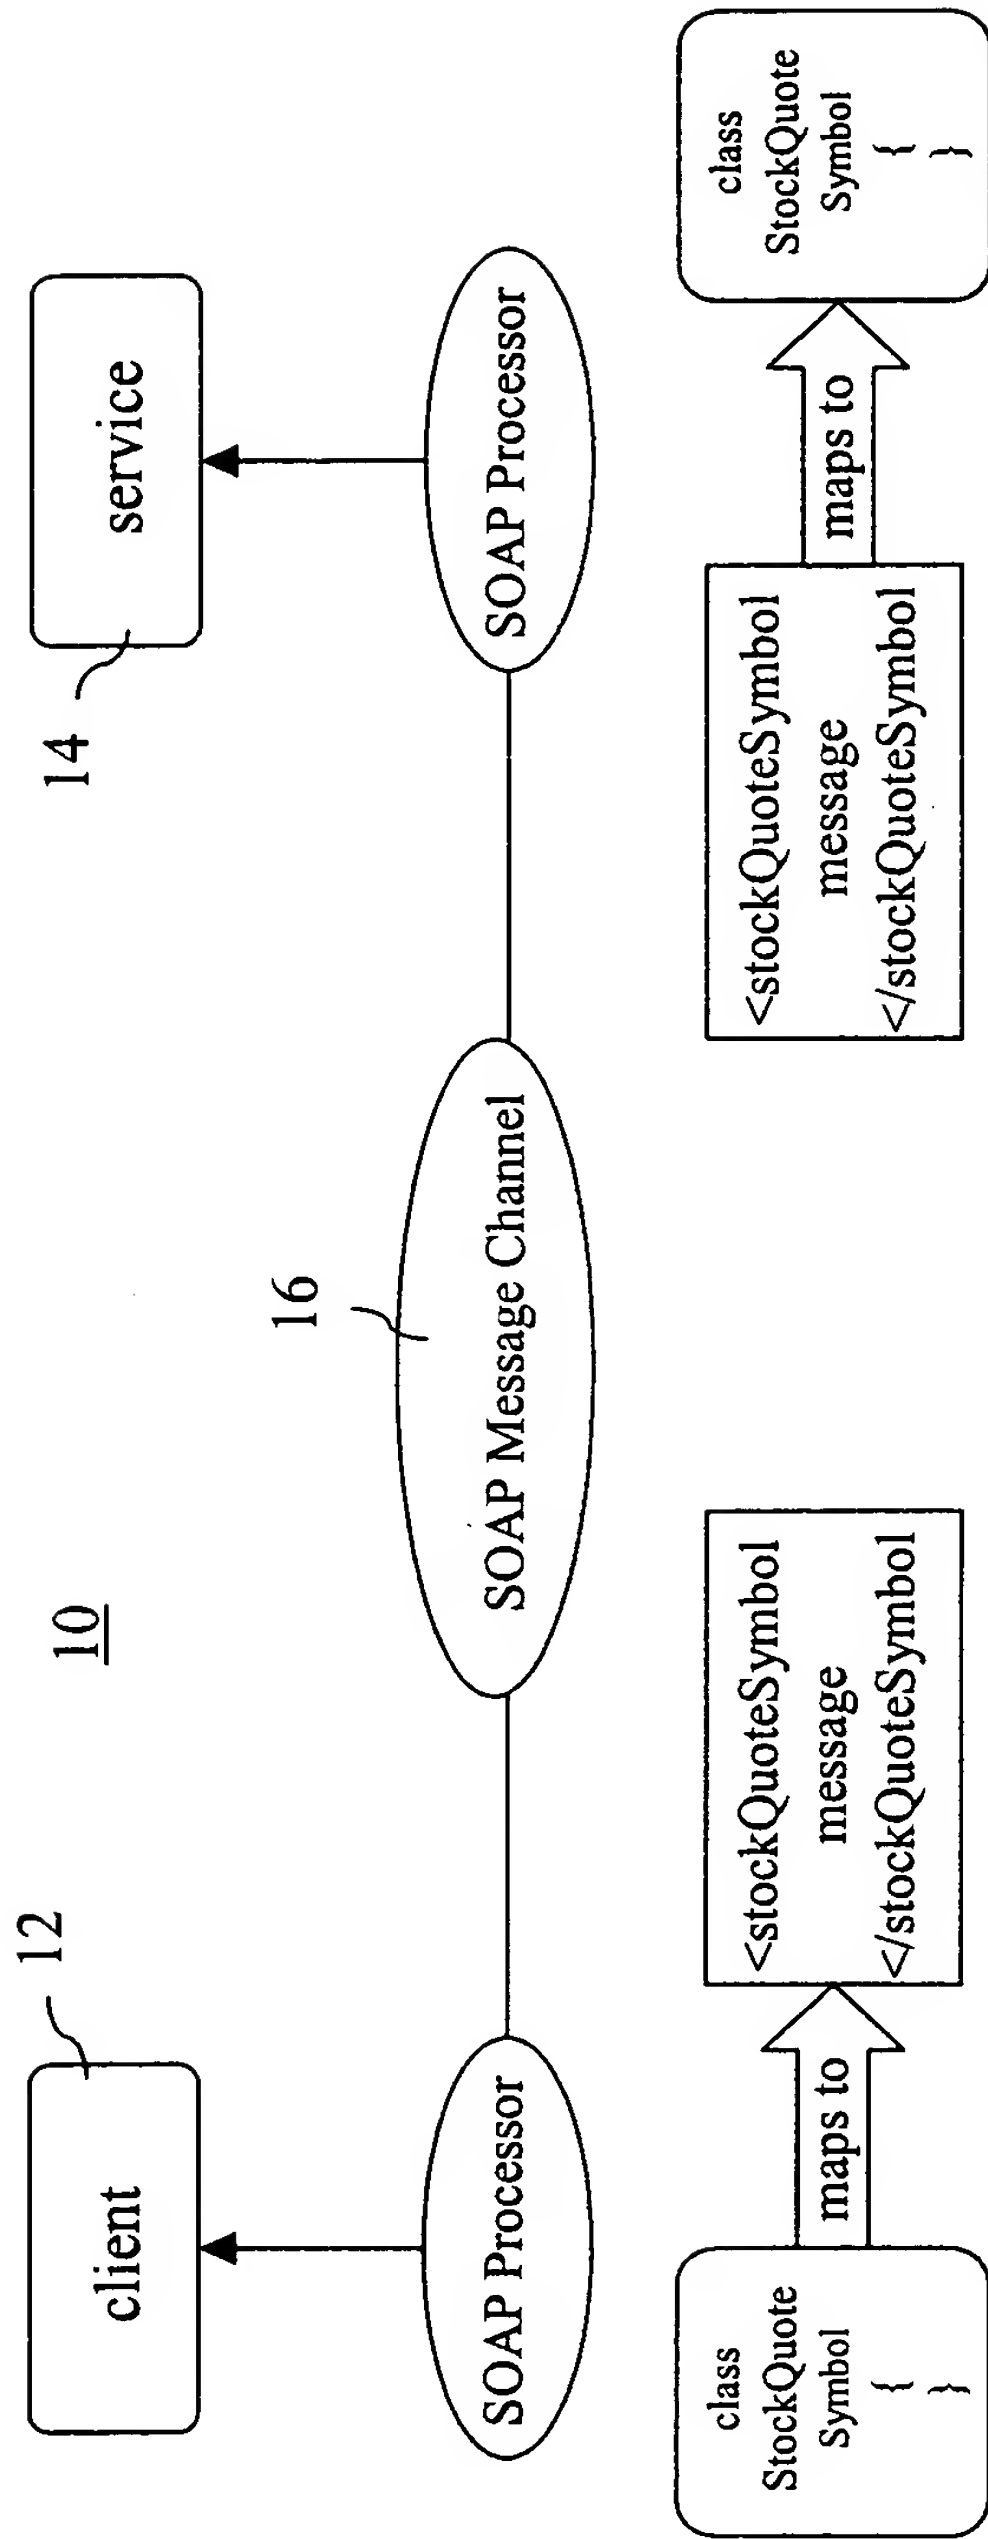 10
12
14
client
service
16
SOAP Processor
SOAP Message Channel
SOAP Processor
class
StockQuote
Symbol
{
}
maps to
<stockQuoteSymbol
message
</stockQuoteSymbol
<stockQuoteSymbol
message
</stockQuoteSymbol
maps to
class
StockQuote
Symbol
{
}